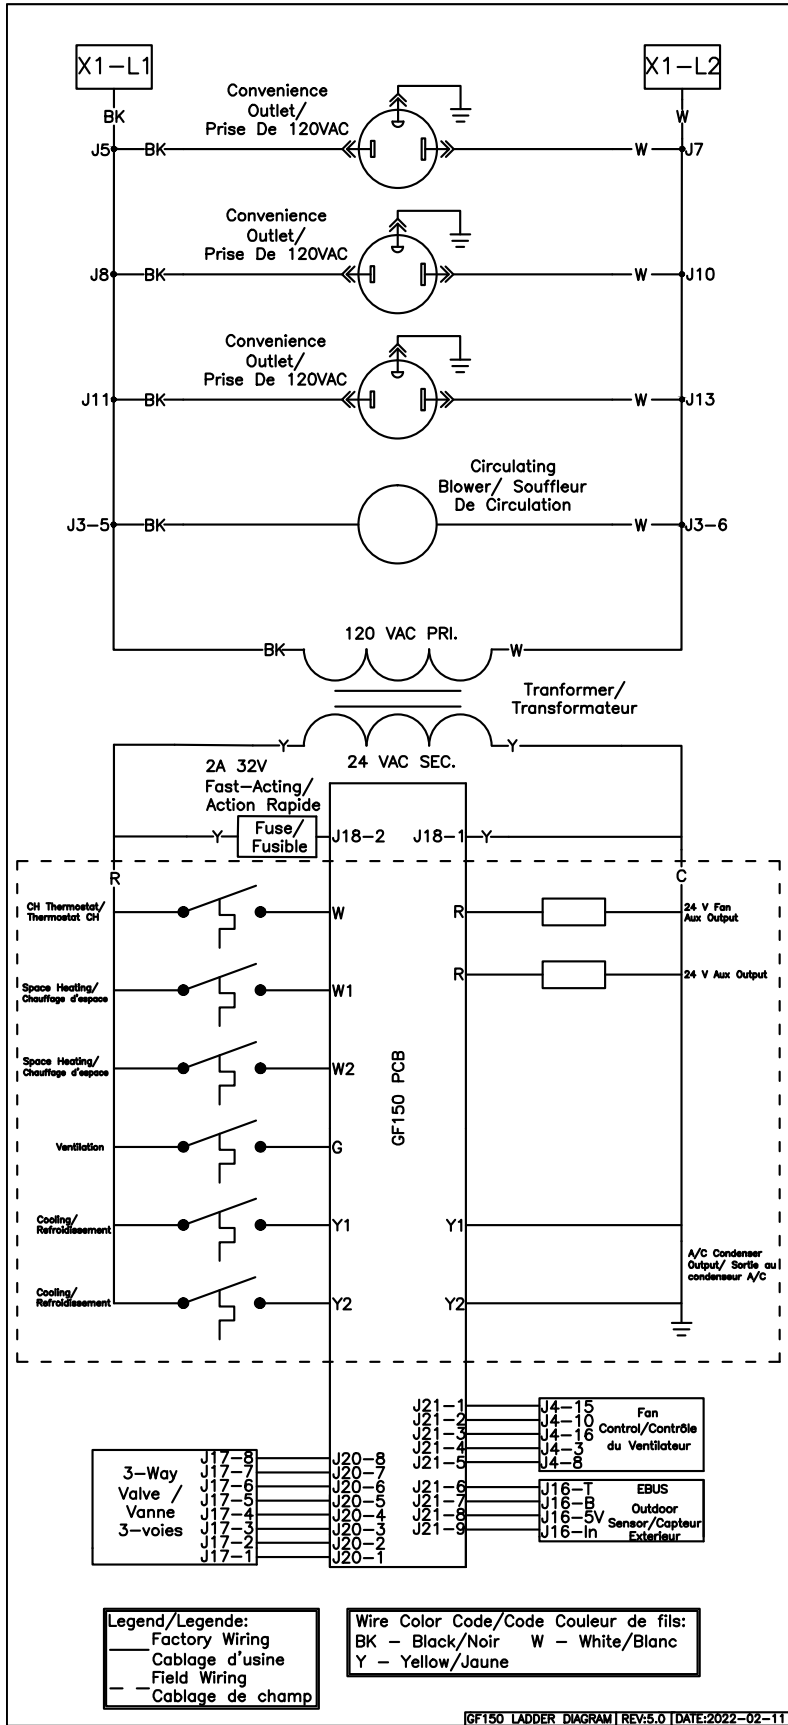 X1-L1
X1-L2
BK
W
Convenience
Outlet/
Prise De 120VAC
J5
BK
W
J7
Convenience
Outlet/
Prise De 120VAC
J8
BK
W
J10
Convenience
Outlet/
Prise De 120VAC
J11
BK
W
J13
Circulating
Blower/ Souffleur
De Circulation
J3-5
BK
W
J3-6
120 VAC PRI.
BK
W
Tranformer/
Transformateur
Y
Y
24 VAC SEC.
2A 32V
Fast-Acting/
Action Rapide
Y
Fuse/
Fusible
J18-2
J18-1
Y
R
C
CH Thermostat/
Thermostat CH
W
R
24 V Fan
Aux Output
Space Heating/
Chauffage d'espace
W1
R
24 V Aux Output
Space Heating/
Chauffage d'espace
W2
GF150 PCB
Ventilation
G
Cooling/
Refroidissement
Y1
Y1
A/C Condenser
Output/ Sortie au
condenseur A/C
Cooling/
Refroidissement
Y2
Y2
J21-1
J21-2
J21-3
J21-4
J21-5
J4-15
J4-10
J4-16
J4-3
J4-8
Fan
Control/Contrôle
du Ventilateur
J21-6
J21-7
J21-8
J21-9
J16-T
J16-B
J16-5V
J16-In
EBUS
Outdoor
Sensor/Capteur
Exterieur
3-Way
Valve /
Vanne
3-voies
J17-8
J17-7
J17-6
J17-5
J17-4
J17-3
J17-2
J17-1
J20-8
J20-7
J20-6
J20-5
J20-4
J20-3
J20-2
J20-1
Legend/Legende:
Factory Wiring
Cablage d'usine
Field Wiring
Cablage de champ
Wire Color Code/Code Couleur de fils:
BK - Black/Noir W - White/Blanc
Y - Yellow/Jaune
GF150 LADDER DIAGRAM REV:5.0 DATE:2022-02-11